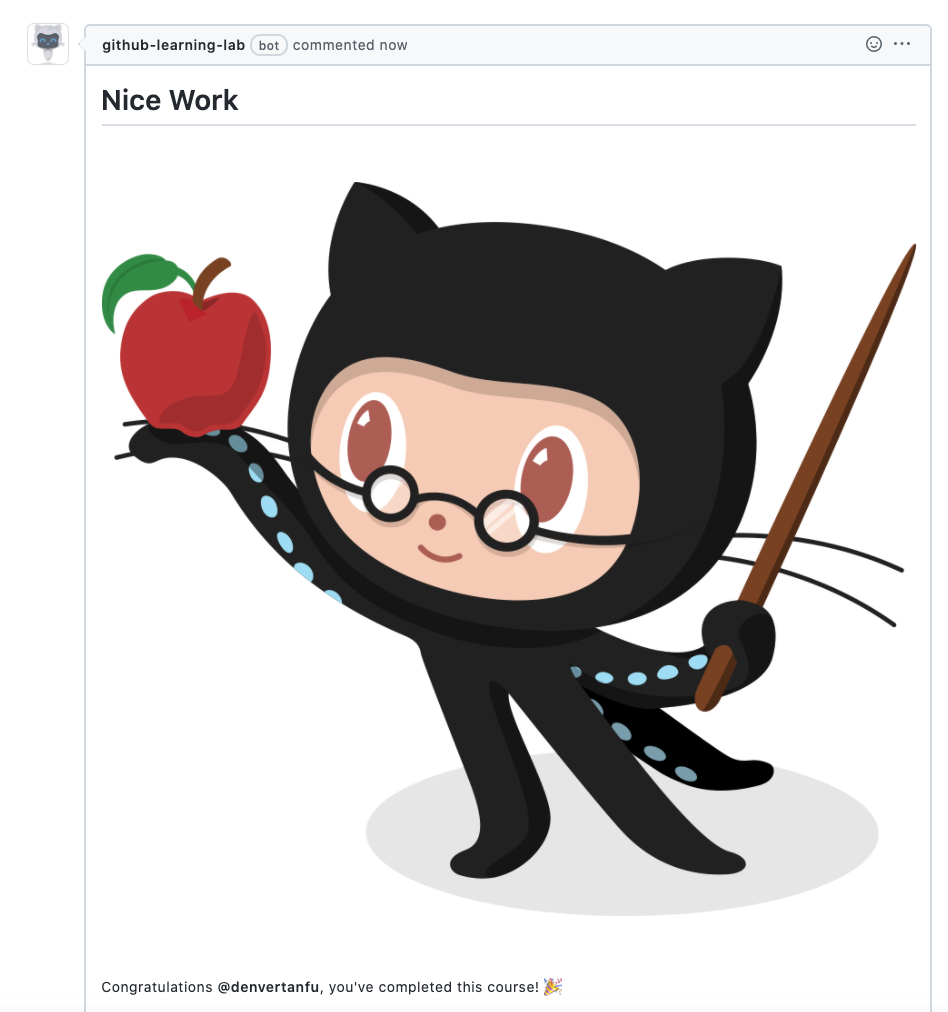 github-learning-lab bot commented now
Nice Work
Congratulations @denvertanfu, you've completed this course! 🎉